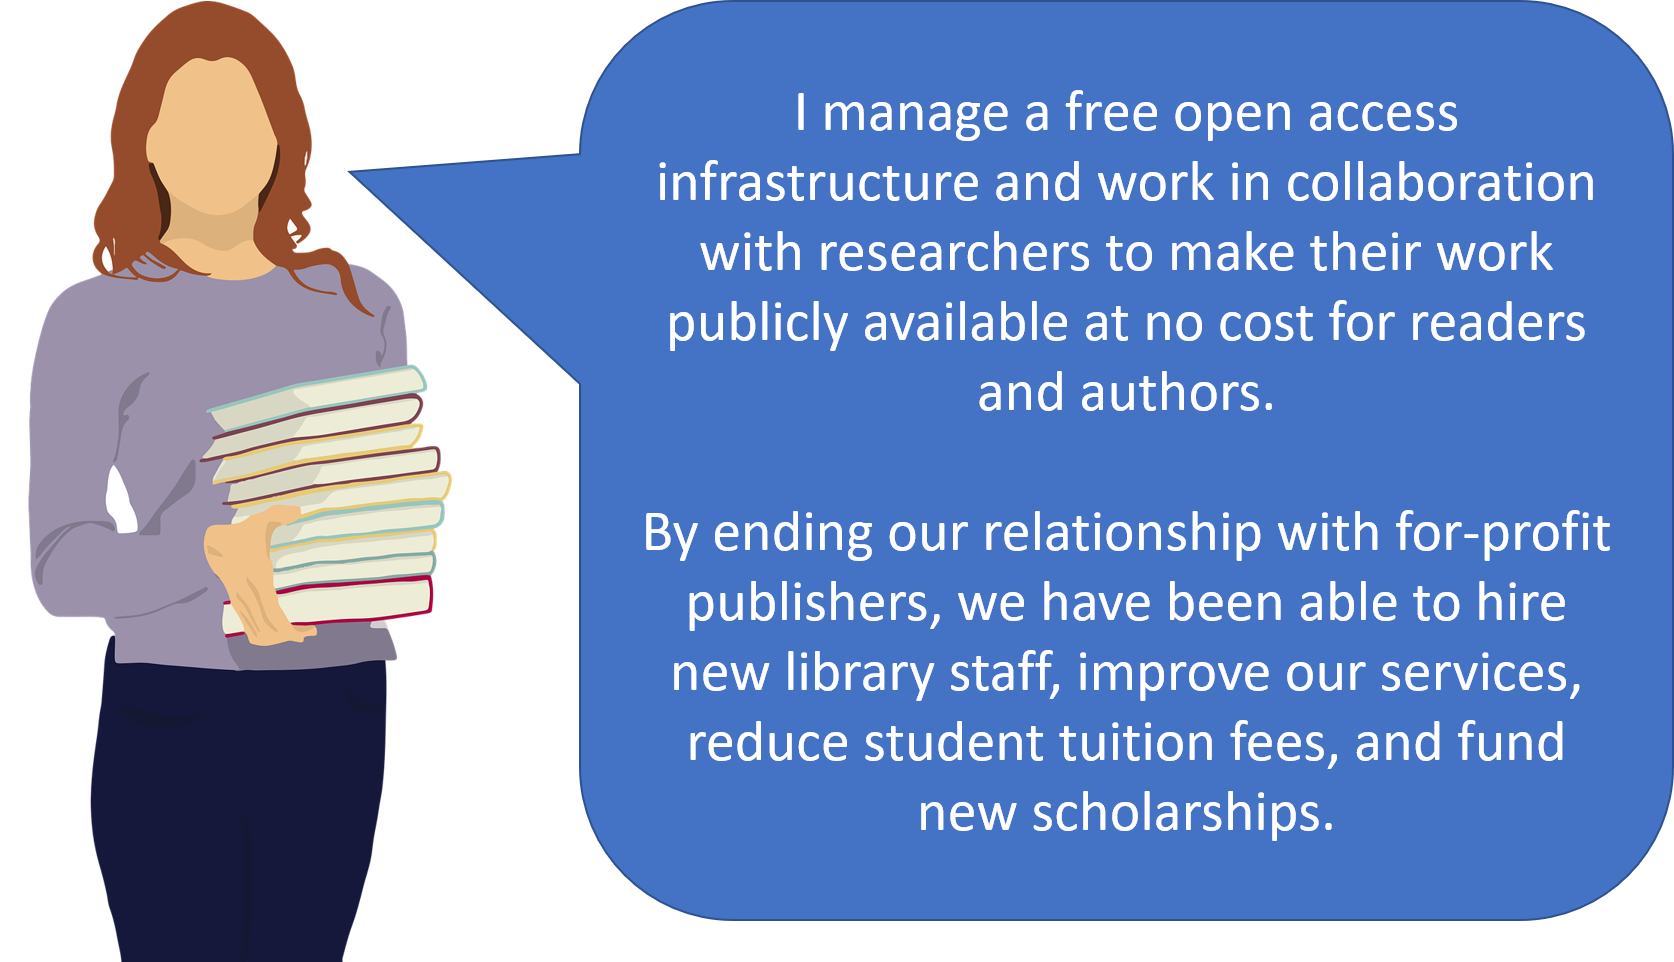 I manage a free open access
infrastructure and work in collaboration
with researchers to make their work
publicly available at no cost for readers
and authors.
By ending our relationship with for-profit
publishers, we have been able to hire
new library staff, improve our services,
reduce student tuition fees, and fund
new scholarships.